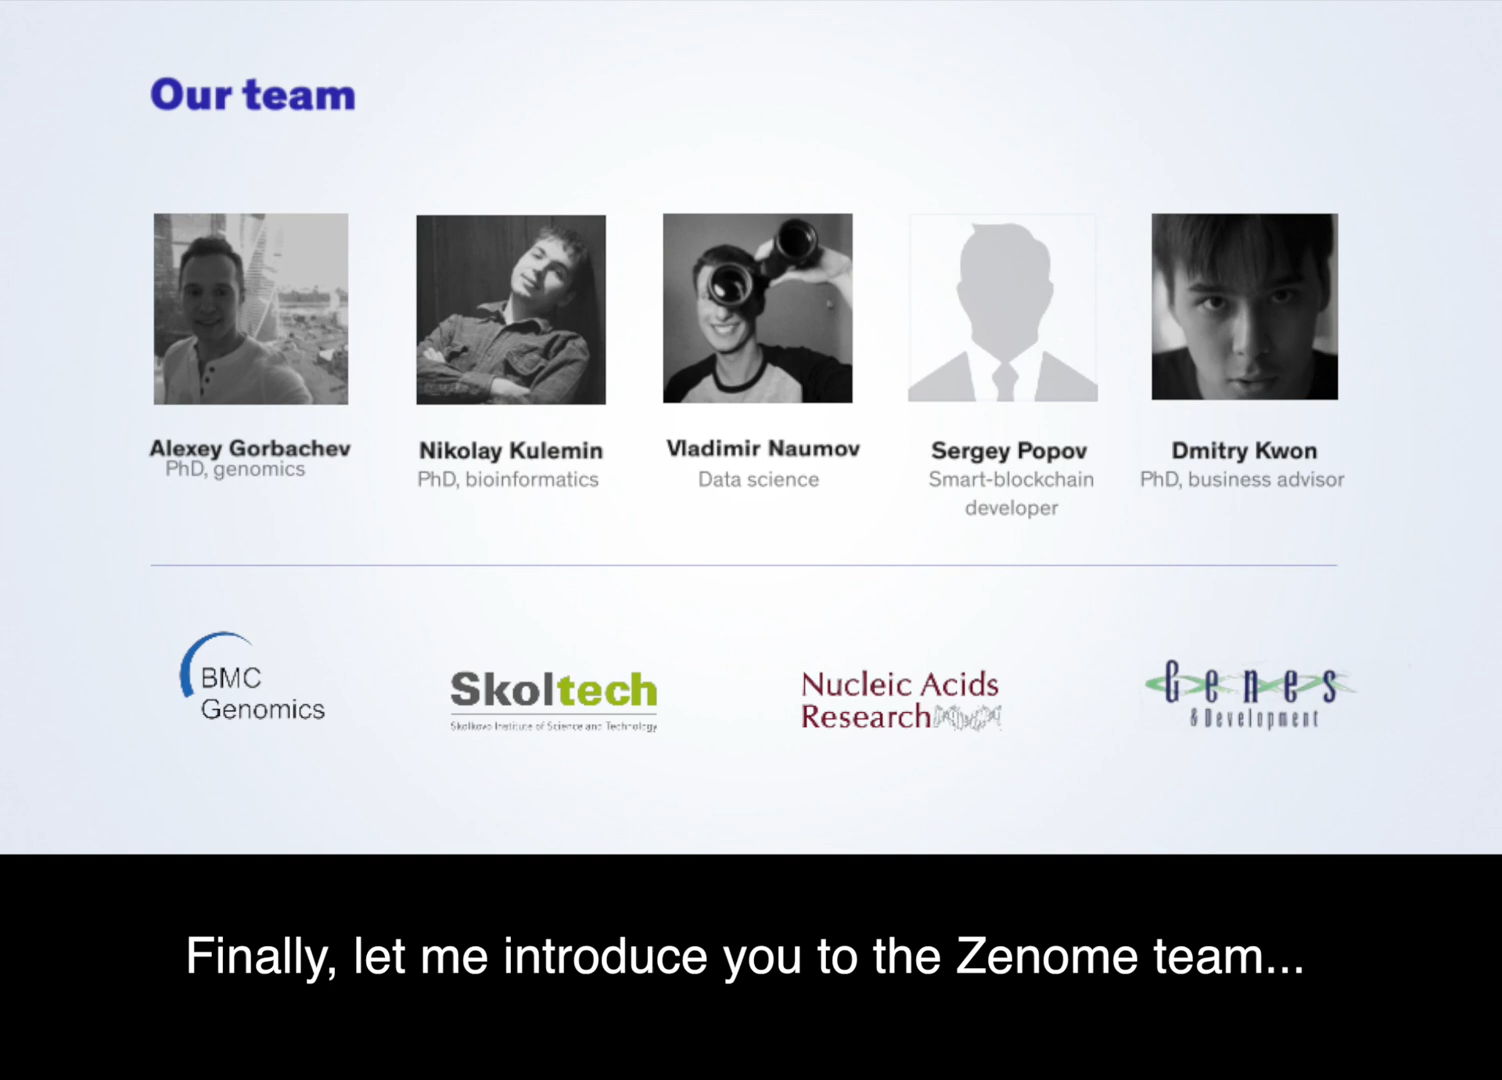 Our team
Alexey Gorbachev
PhD, genomics
Nikolay Kulemin
PhD, bioinformatics
Vladimir Naumov
Data science
Sergey Popov
Smart-blockchain
developer
Dmitry Kwon
PhD, business advisor
BMC
Genomics
Skoltech
Skolkovo Institute of Science and Technology
Nucleic Acids
Research
Genes
& Development
Finally, let me introduce you to the Zenome team...